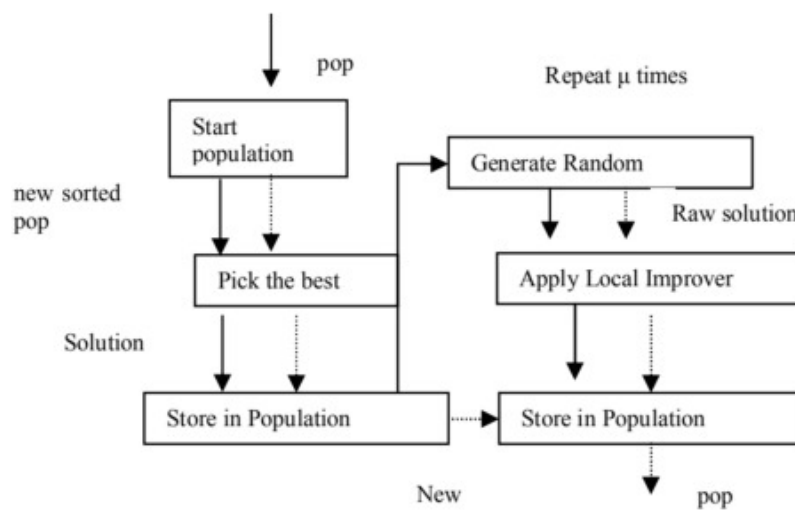 pop
Repeat μ times
Start
population
Generate Random
new sorted
pop
Raw solution
Pick the best
Apply Local Improver
Solution
Store in Population
Store in Population
New
pop